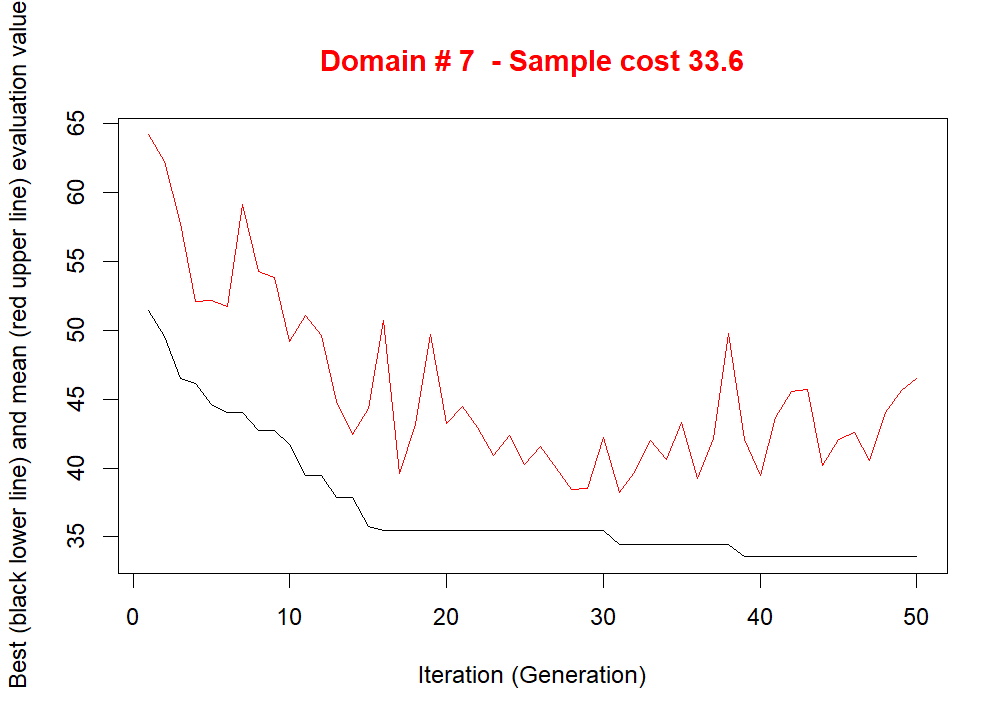 Domain # 7  - Sample cost 33.6
Best (black lower line) and mean (red upper line) evaluation value
65
60
55
50
45
40
35
0 10 20 30 40 50
Iteration (Generation)